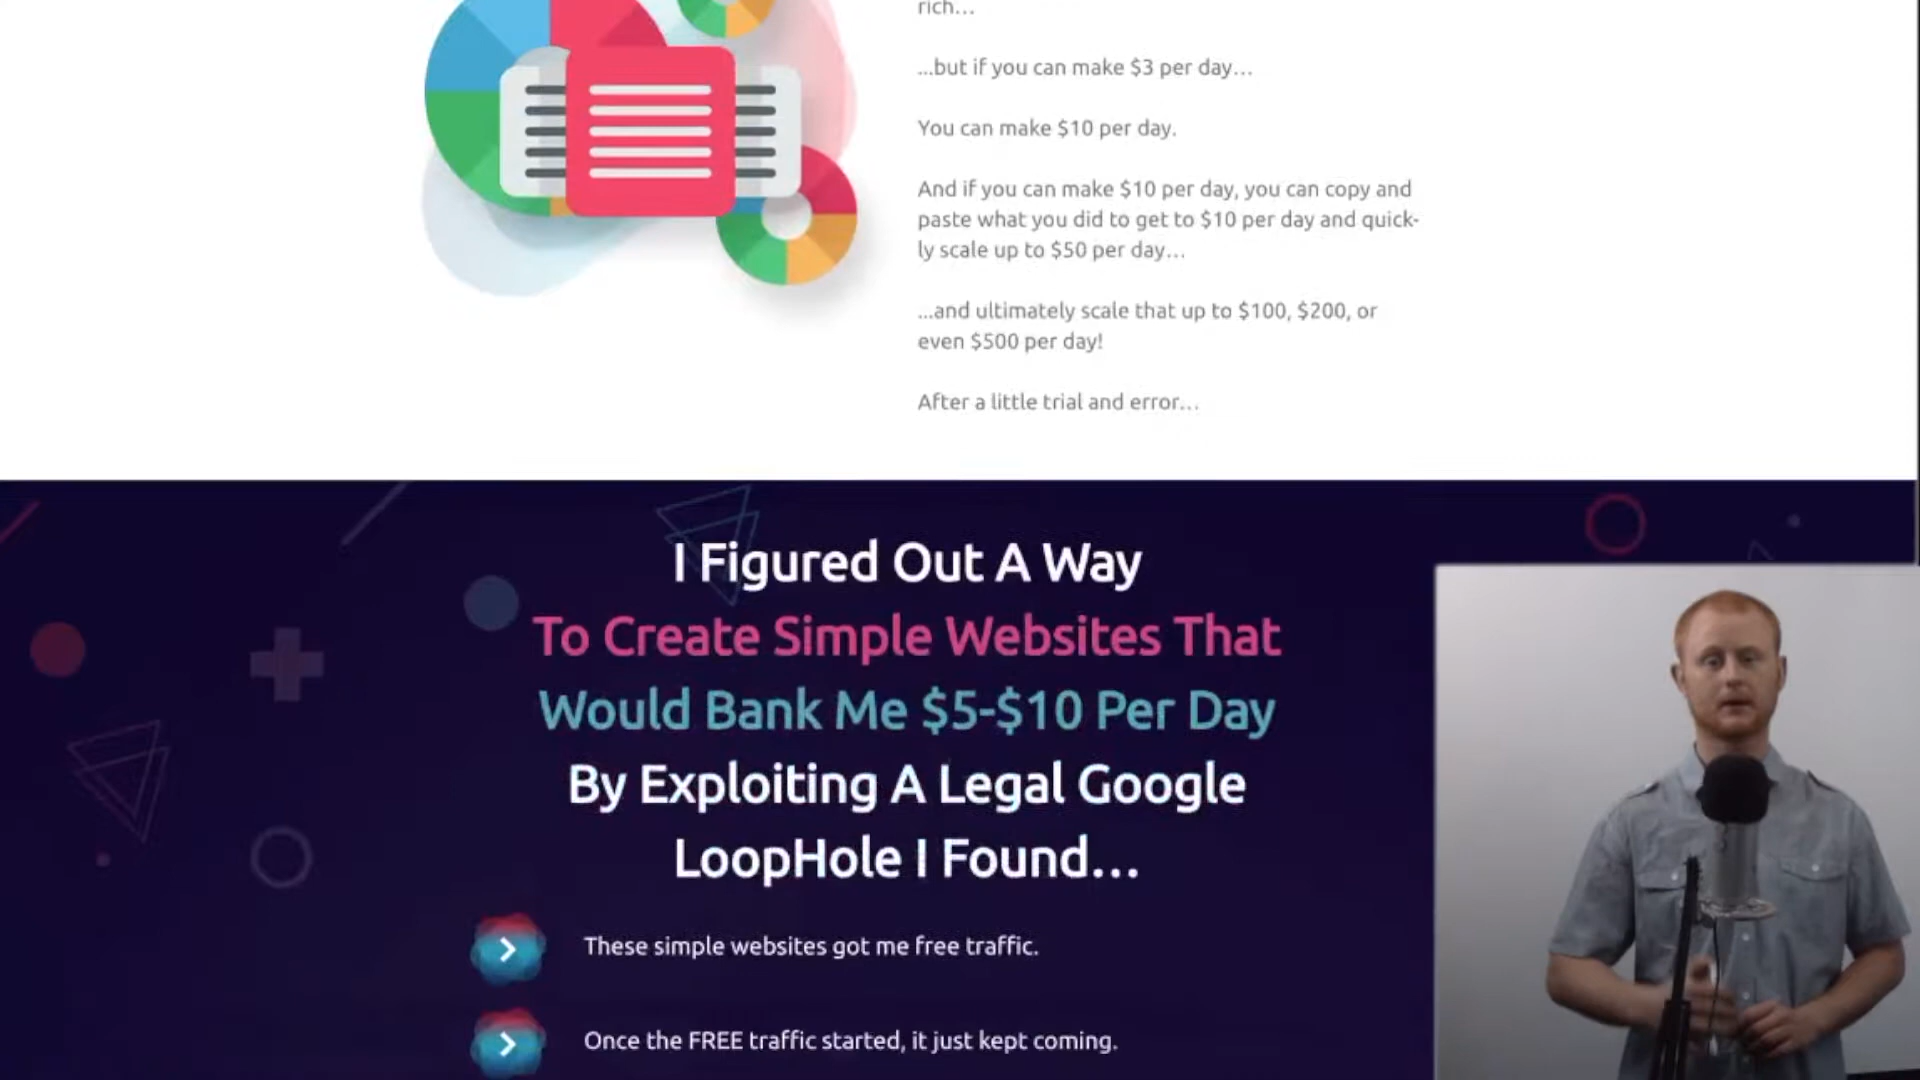 rich...
...but if you can make $3 per day...
You can make $10 per day.
And if you can make $10 per day, you can copy and
paste what you did to get to $10 per day and quick-
ly scale up to $50 per day...
...and ultimately scale that up to $100, $200, or
even $500 per day!
After a little trial and error...
I Figured Out A Way
To Create Simple Websites That
Would Bank Me $5-$10 Per Day
By Exploiting A Legal Google
LoopHole I Found...
These simple websites got me free traffic.
Once the FREE traffic started, it just kept coming.